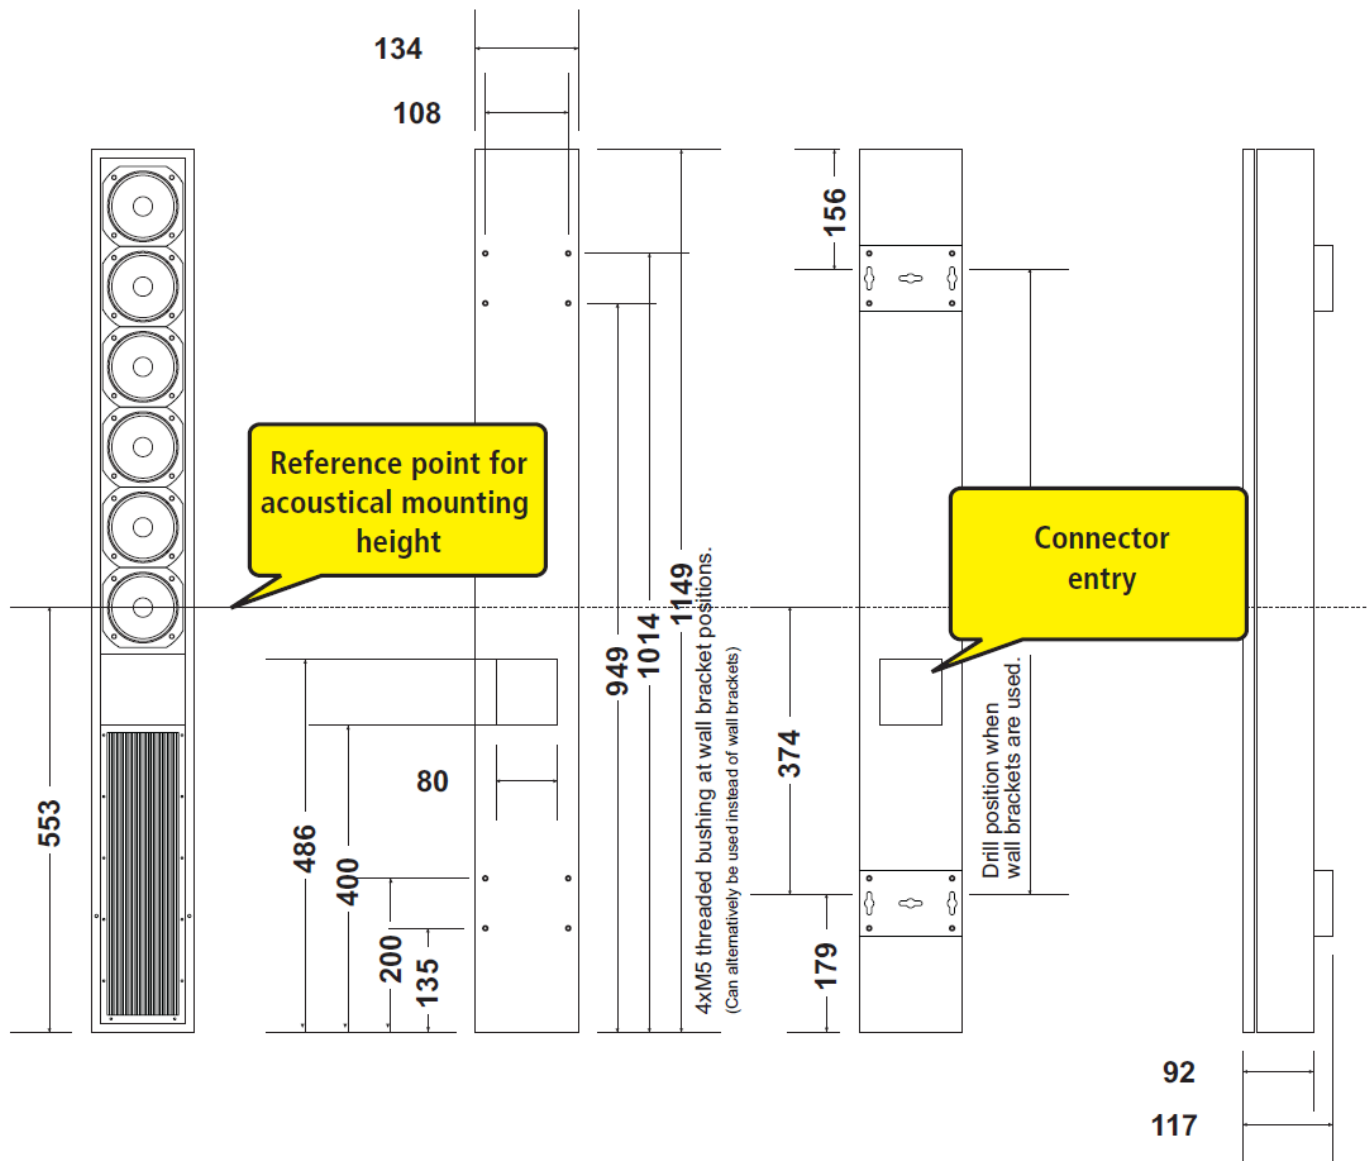 134
108
156
Reference point for
acoustical mounting
height
Connector
entry
1149
1014
949
4xM5 threaded bushing at wall bracket positions.
(Can alternatively be used instead of wall brackets)
Drill position when
wall brackets are used.
374
80
553
486
400
200
135
179
92
117